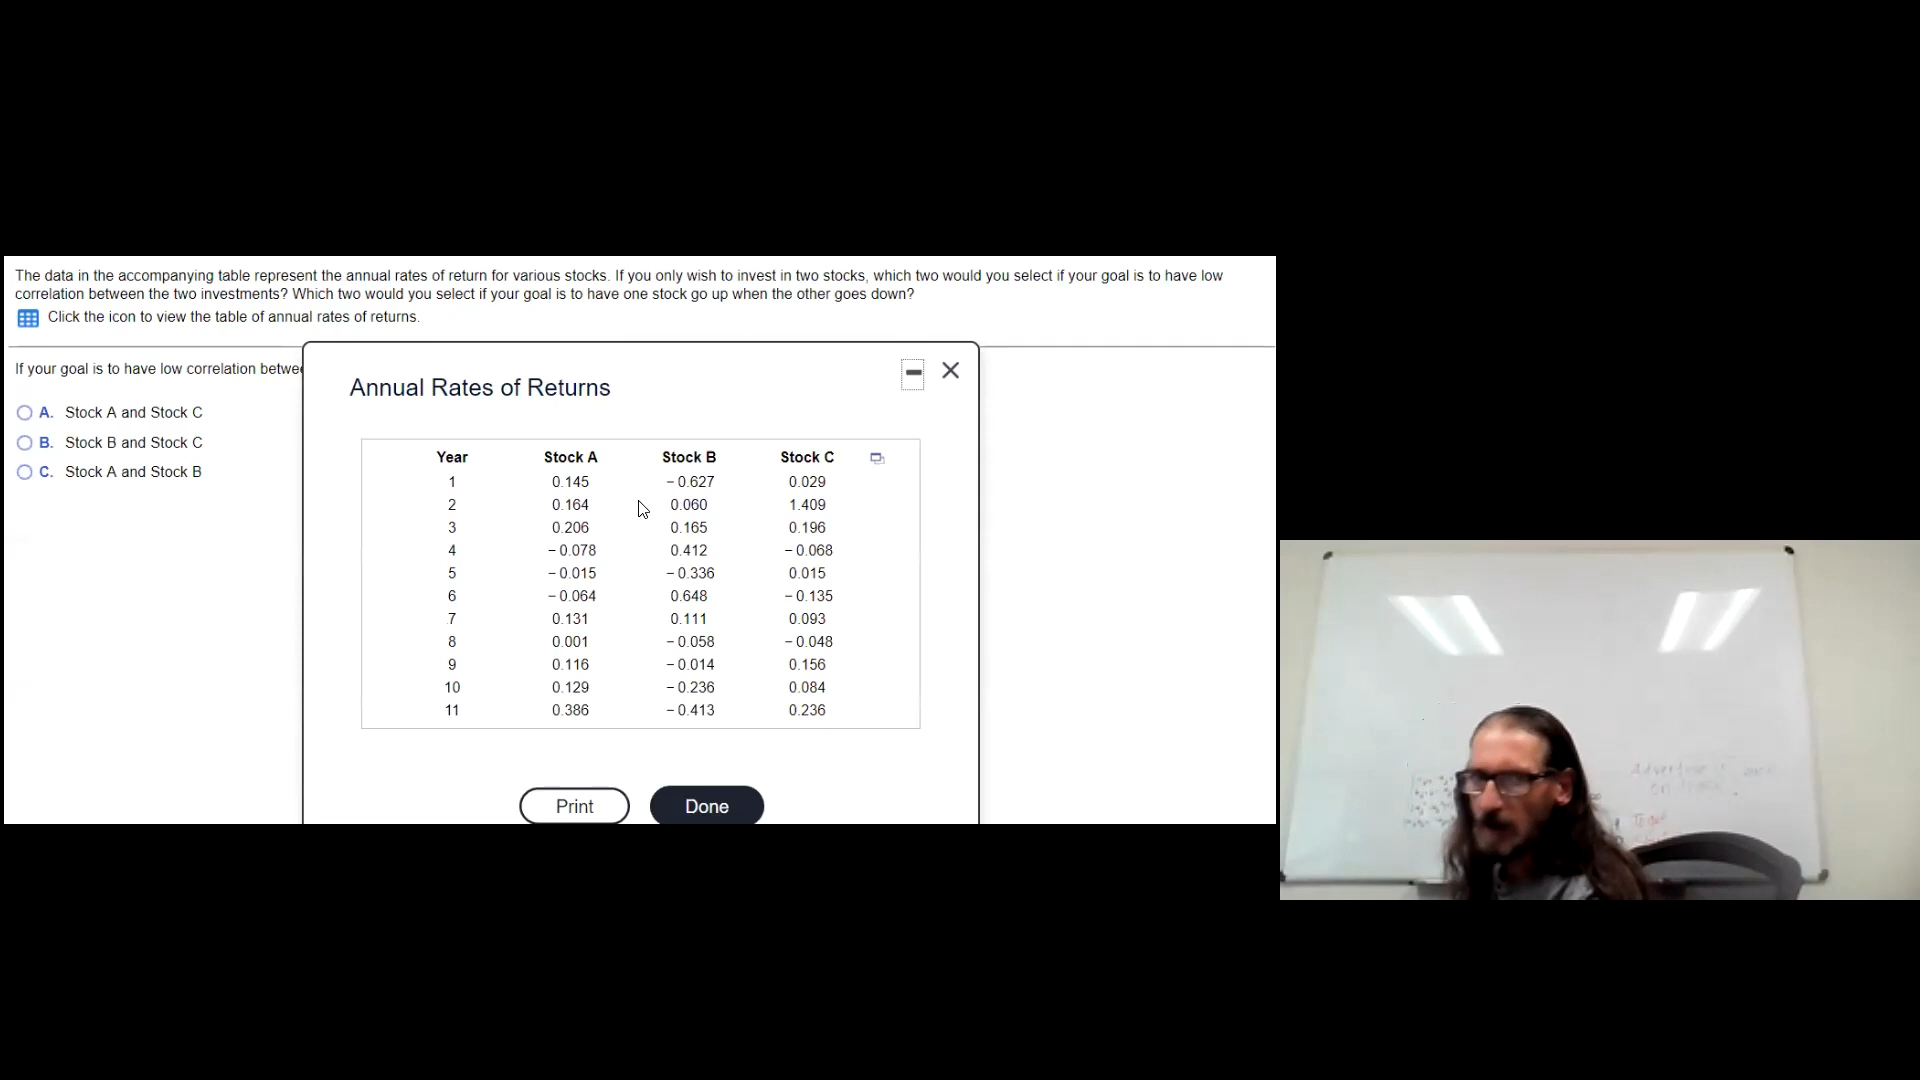 The data in the accompanying table represent the annual rates of return for various stocks. If you only wish to invest in two stocks, which two would you select if your goal is to have low
correlation between the two investments? Which two would you select if your goal is to have one stock go up when the other goes down?
Click the icon to view the table of annual rates of returns.
If your goal is to have low correlation
A. Stock A and Stock C
B. Stock B and Stock C
C. Stock A and Stock B
Annual Rates of Returns
Year Stock A Stock B Stock C
1 0.145 − 0.627 0.029
2 0.164 0.060 1.409
3 0.206 0.165 0.196
4 − 0.078 0.412 − 0.068
5 − 0.015 − 0.336 0.015
6 − 0.064 0.648 − 0.135
7 0.131 0.111 0.093
8 0.001 − 0.058 − 0.048
9 0.116 − 0.014 0.156
10 0.129 − 0.236 0.084
11 0.386 − 0.413 0.236
Print Done